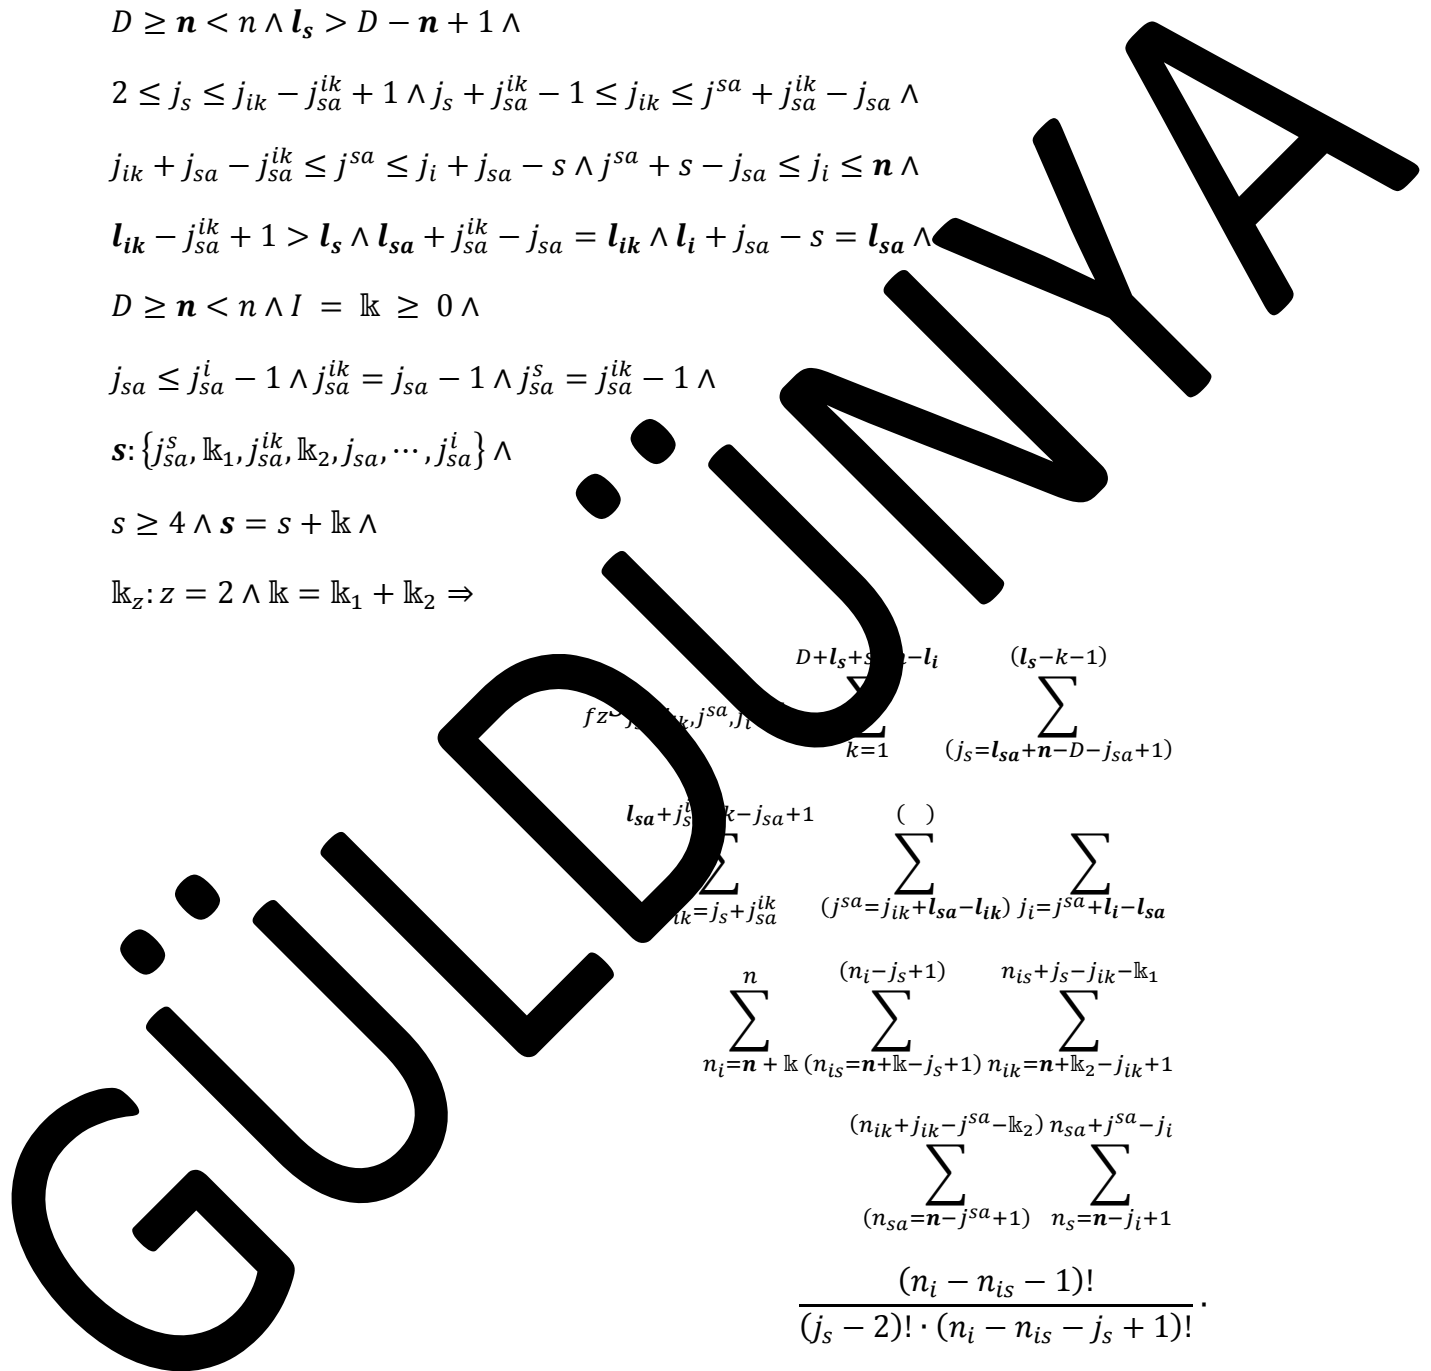 D ≥ 𝒏 < n ∧ 𝒍ₛ > D − 𝒏 + 1 ∧
2 ≤ j_s ≤ j_{ik} − j_{sa}^{ik} + 1 ∧ j_s + j_{sa}^{ik} − 1 ≤ j_{ik} ≤ j^{sa} + j_{sa}^{ik} − j_{sa} ∧
j_{ik} + j_{sa} − j_{sa}^{ik} ≤ j^{sa} ≤ j_i + j_{sa} − s ∧ j^{sa} + s − j_{sa} ≤ j_i ≤ 𝒏 ∧
𝒍_{ik} − j_{sa}^{ik} + 1 > 𝒍_s ∧ 𝒍_{sa} + j_{sa}^{ik} − j_{sa} = 𝒍_{ik} ∧ 𝒍_i + j_{sa} − s = 𝒍_{sa} ∧
D ≥ 𝒏 < n ∧ I = 𝕜 ≥ 0 ∧
j_{sa} ≤ j_{sa}^{i} − 1 ∧ j_{sa}^{ik} = j_{sa} − 1 ∧ j_{sa}^{s} = j_{sa}^{ik} − 1 ∧
𝒔: {j_{sa}^{s}, 𝕜_1, j_{sa}^{ik}, 𝕜_2, j_{sa}, ⋯, j_{sa}^{i}} ∧
s ≥ 4 ∧ 𝒔 = s + 𝕜 ∧
𝕜_z: z = 2 ∧ 𝕜 = 𝕜_1 + 𝕜_2 ⇒
∑_{k=1} ∑_{(j_s=𝒍_{sa}+𝒏−D−j_{sa}+1)}^{(𝒍_s−k−1)}
∑ ∑_{(j^{sa}=j_{ik}+𝒍_{sa}−𝒍_{ik})}^{( )} ∑_{j_i=j^{sa}+𝒍_i−𝒍_{sa}}
∑_{n_i=𝒏+𝕜}^{n} ∑_{(n_{is}=𝒏+𝕜−j_s+1)}^{(n_i−j_s+1)} ∑_{n_{ik}=𝒏+𝕜_2−j_{ik}+1}^{n_{is}+j_s−j_{ik}−𝕜_1}
∑_{(n_{sa}=𝒏−j^{sa}+1)}^{(n_{ik}+j_{ik}−j^{sa}−𝕜_2)} ∑_{n_s=𝒏−j_i+1}^{n_{sa}+j^{sa}−j_i}
(n_i − n_{is} − 1)!
(j_s − 2)! · (n_i − n_{is} − j_s + 1)! ·
GÜLDÜNYA